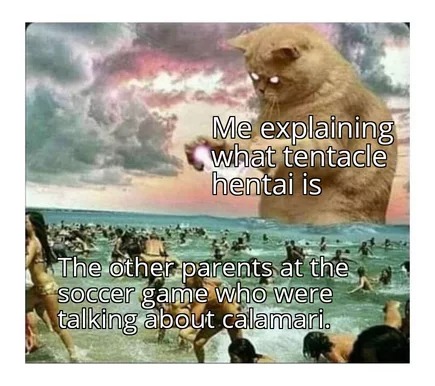 Me explaining
what tentacle
hentai is
The other parents at the
soccer game who were
talking about calamari.